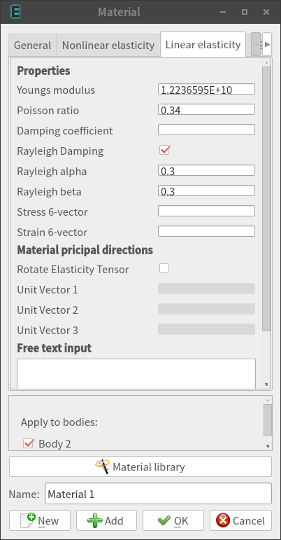 Material
General
Nonlinear elasticity
Linear elasticity
Properties
Youngs modulus 1.2236595E+10
Poisson ratio 0.34
Damping coefficient
Rayleigh Damping
Rayleigh alpha 0.3
Rayleigh beta 0.3
Stress 6-vector
Strain 6-vector
Material pricipal directions
Rotate Elasticity Tensor
Unit Vector 1
Unit Vector 2
Unit Vector 3
Free text input
Apply to bodies:
Body 2
Material library
Name: Material 1
New
Add
OK
Cancel